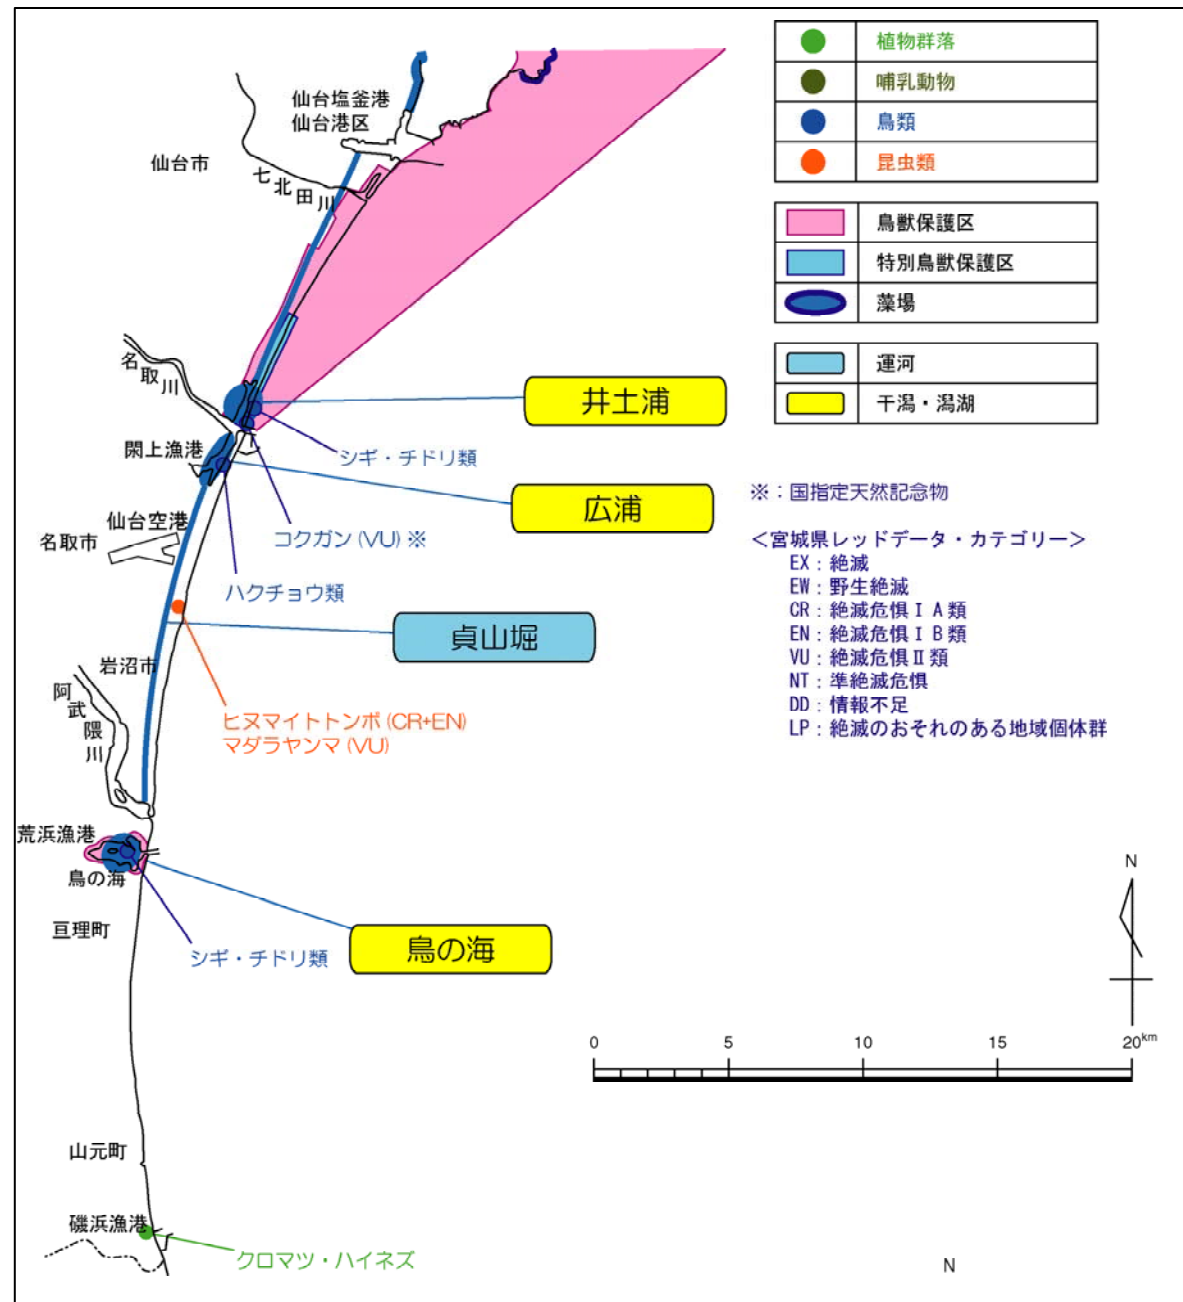 植物群落
哺乳動物
鳥類
昆虫類
鳥獣保護区
特別鳥獣保護区
藻場
運河
干潟・潟湖
仙台塩釜港
仙台港区
仙台市
七北田川
名取川
井土浦
シギ・チドリ類
閖上漁港
広浦
※：国指定天然記念物
仙台空港
名取市
コクガン(VU)※
＜宮城県レッドデータ・カテゴリー＞
EX：絶滅
EW：野生絶滅
CR：絶滅危惧ⅠA類
EN：絶滅危惧ⅠB類
VU：絶滅危惧Ⅱ類
NT：準絶滅危惧
DD：情報不足
LP：絶滅のおそれのある地域個体群
ハクチョウ類
貞山堀
岩沼市
阿武隈川
ヒヌマイトトンボ(CR+EN)
マダラヤンマ(VU)
荒浜漁港
鳥の海
亘理町
鳥の海
シギ・チドリ類
N
0 5 10 15 20km
山元町
磯浜漁港
クロマツ・ハイネズ
N